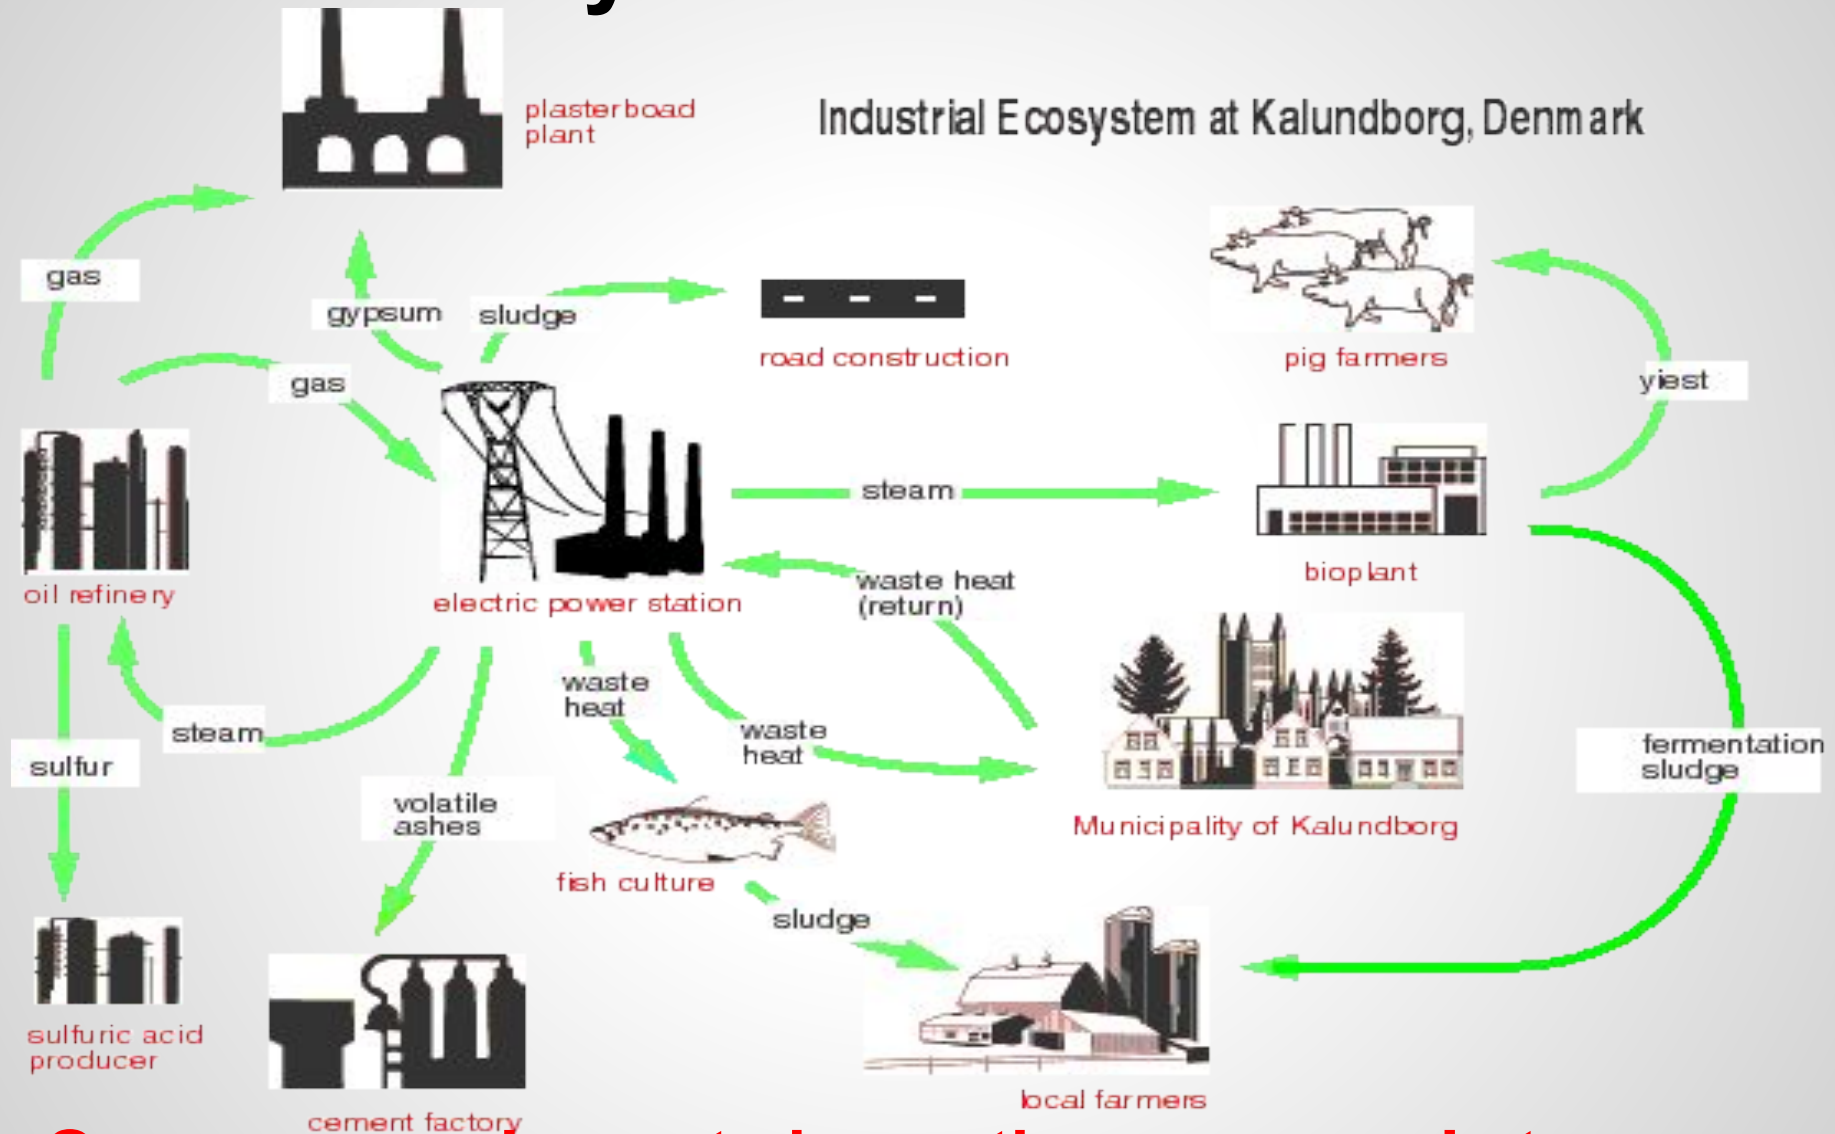 plasterboad
plant
Industrial Ecosystem at Kalundborg, Denmark
gas
gypsum
sludge
road construction
pig farmers
gas
yiest
steam
oil refinery
electric power station
waste heat
(return)
bioplant
waste
heat
steam
waste
heat
sulfur
fermentation
sludge
volatile
ashes
Municipality of Kalundborg
fish culture
sludge
sulfuric acid
producer
local farmers
cement factory